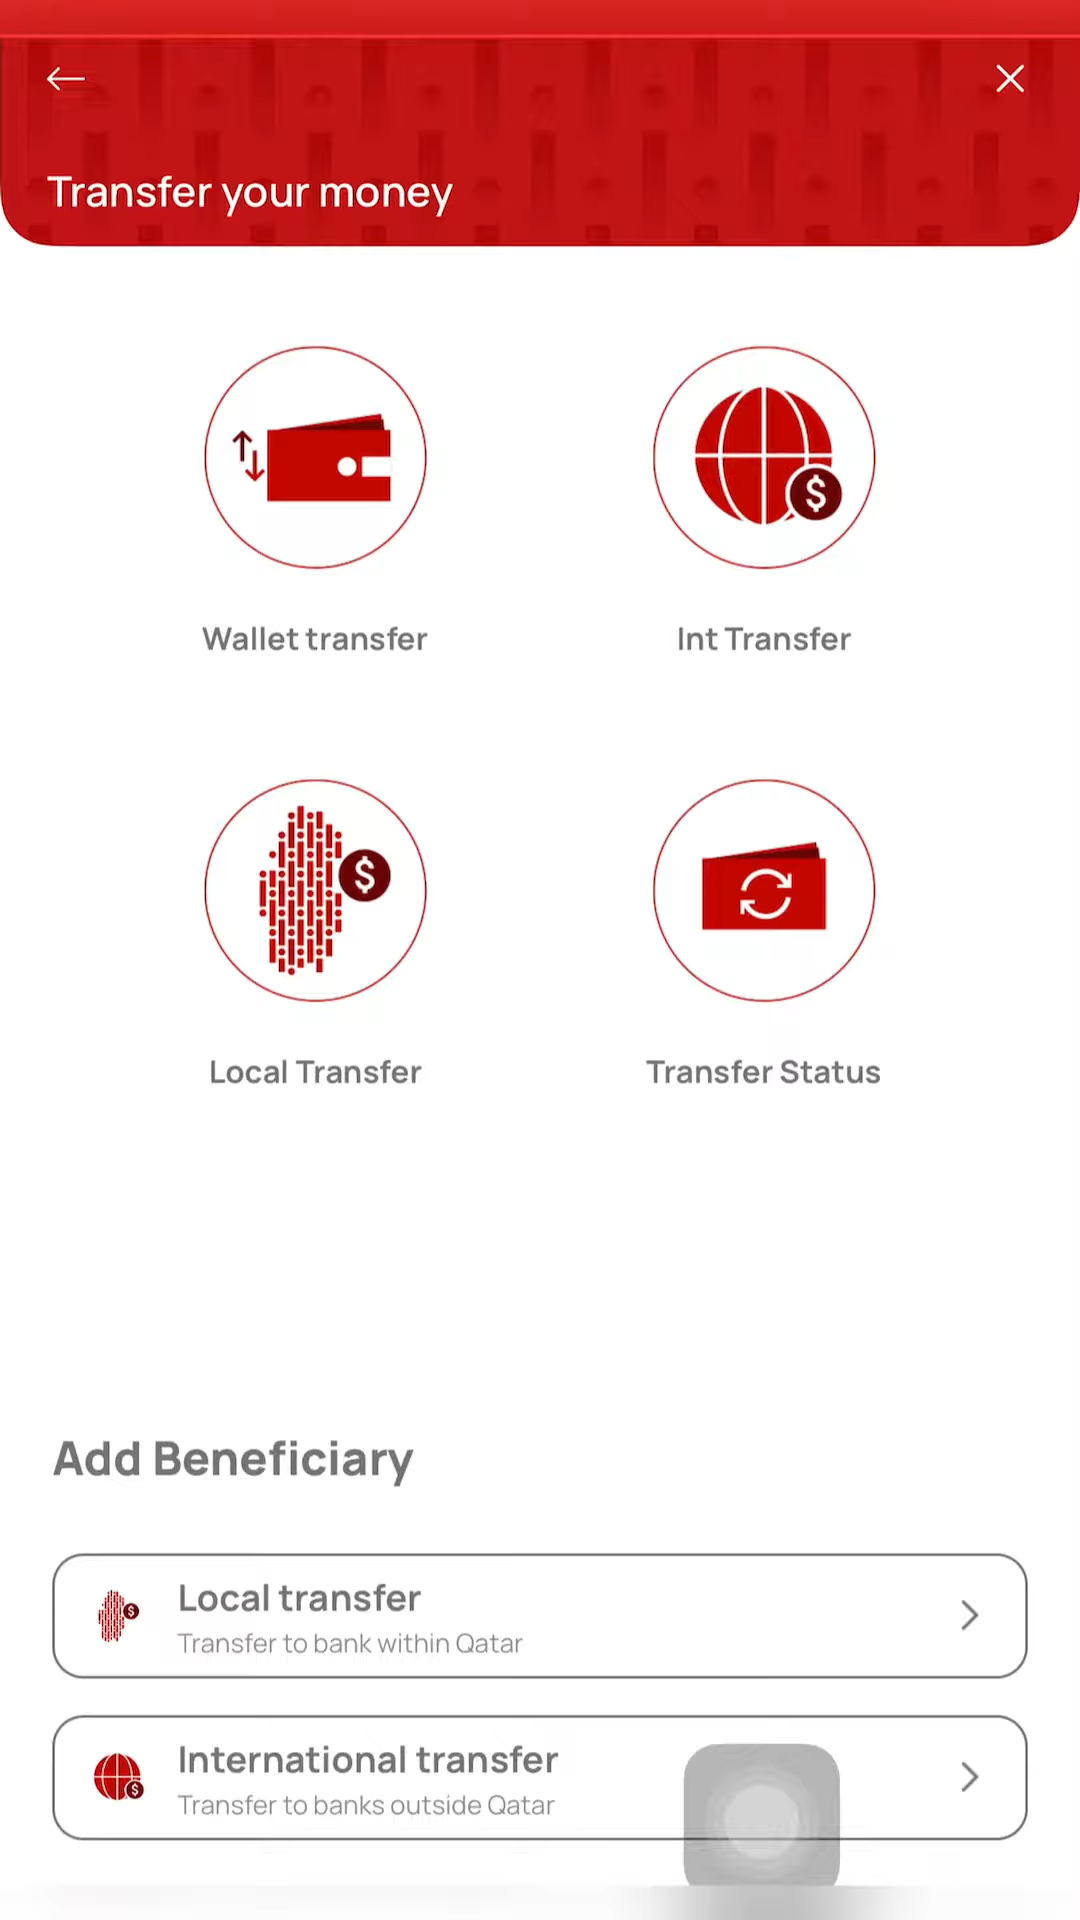 Transfer your money
Wallet transfer
Int Transfer
$
Local Transfer
$
Transfer Status
Add Beneficiary
Local transfer
Transfer to bank within Qatar
$
International transfer
Transfer to banks outside Qatar
$